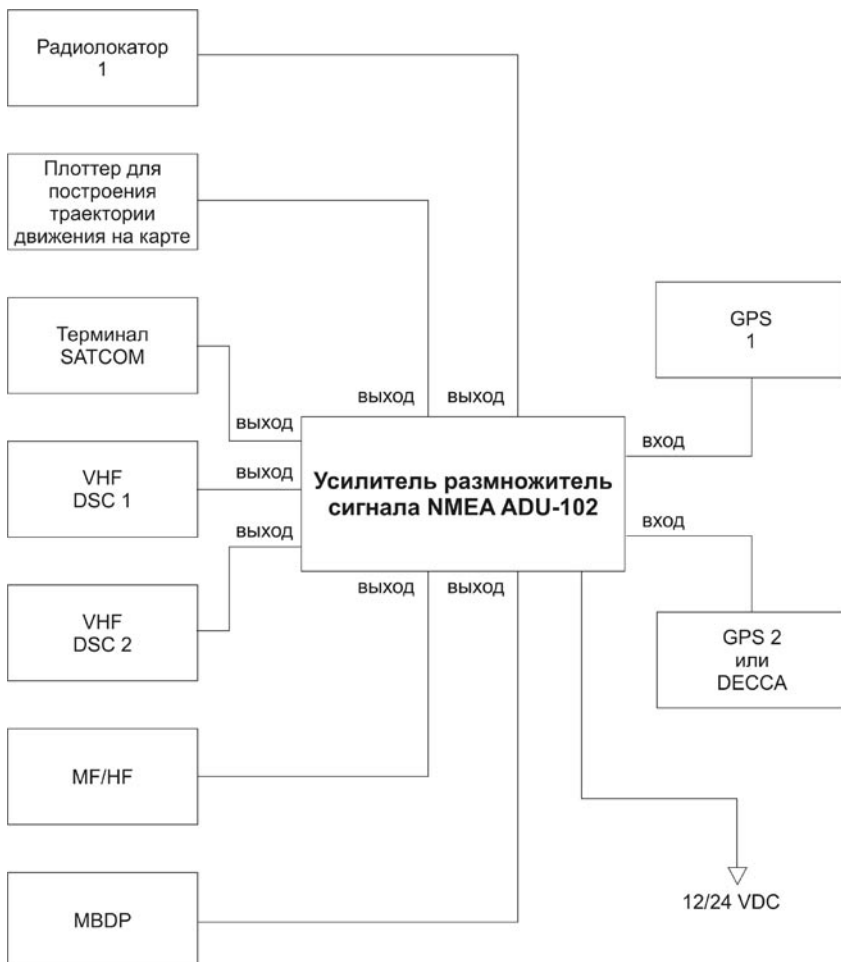 Радиолокатор
1
Плоттер для
построения
траектории
движения на карте
Терминал
SATCOM
VHF
DSC 1
VHF
DSC 2
MF/HF
MBDP
выход
выход
выход
выход
выход
выход
выход
Усилитель размножитель
сигнала NMEA ADU-102
вход
вход
GPS
1
GPS 2
или
DECCA
12/24 VDC